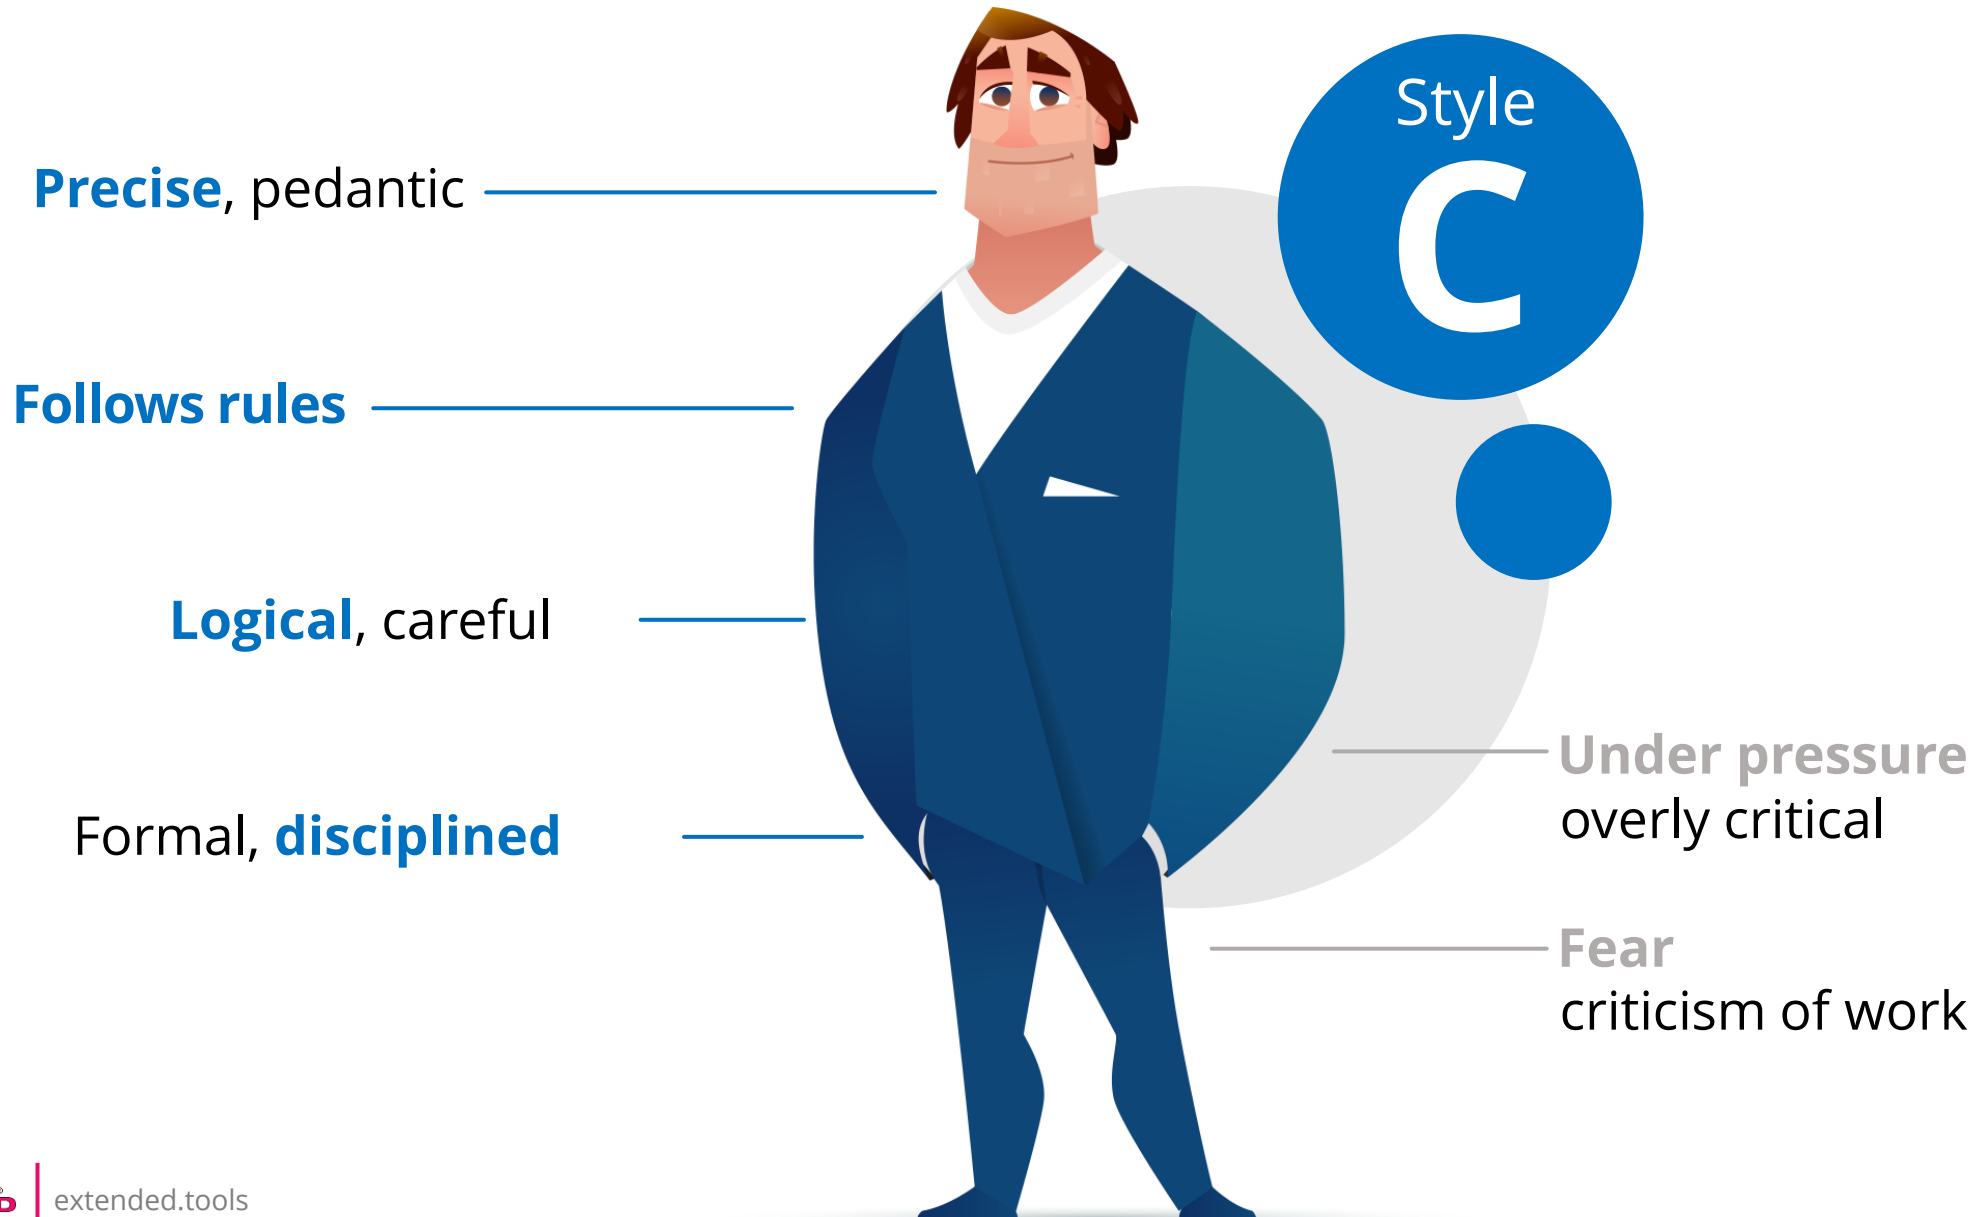 Style
C
Precise, pedantic
Follows rules
Logical, careful
Formal, disciplined
Under pressure
overly critical
Fear
criticism of work
extended.tools